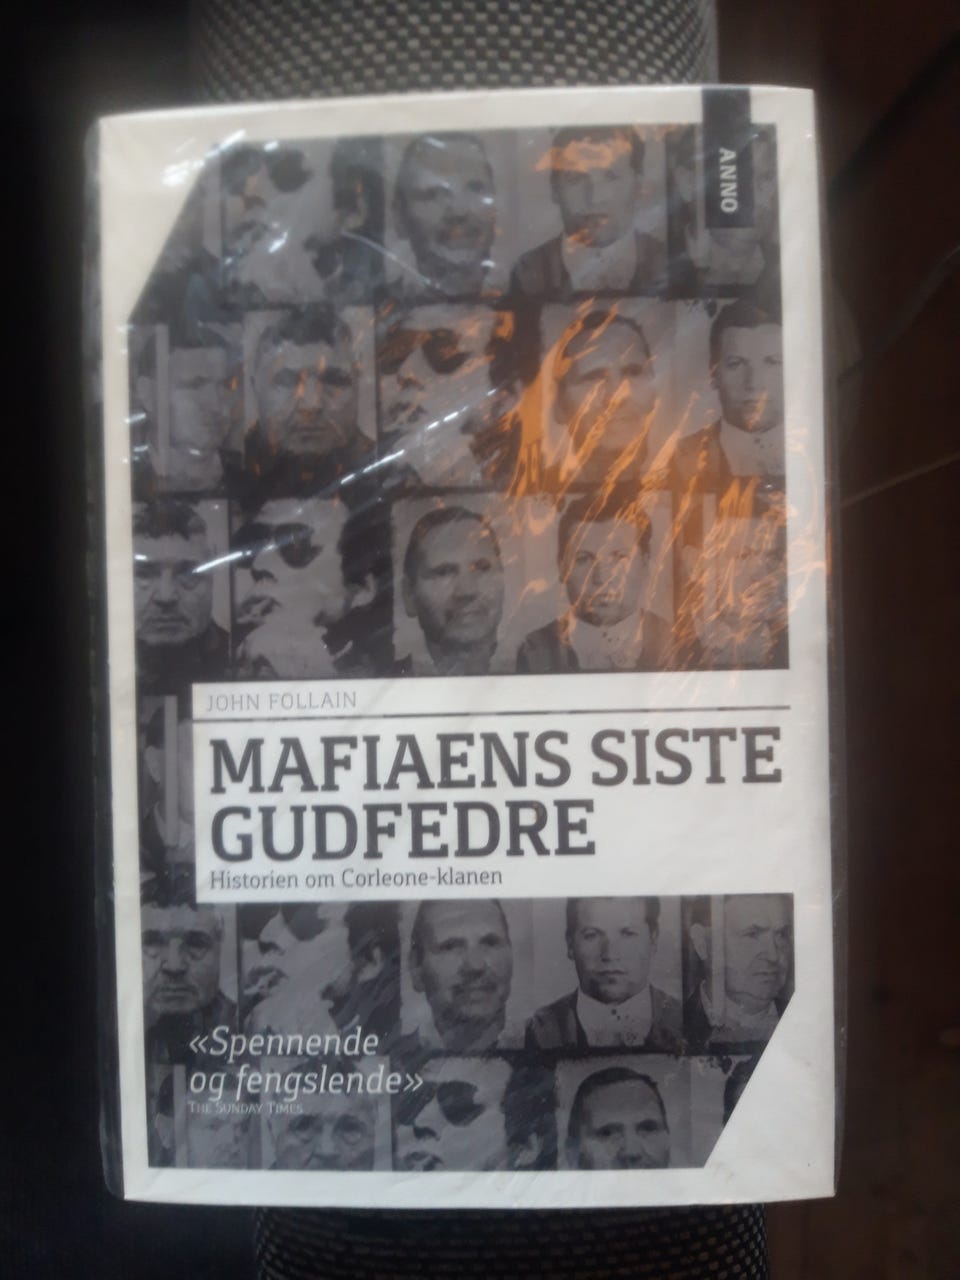 ANNO
JOHN FOLLAIN
MAFIAENS SISTE
GUDFEDRE
Historien om Corleone-klanen
«Spennende
og fengslende»
THE SUNDAY TIMES